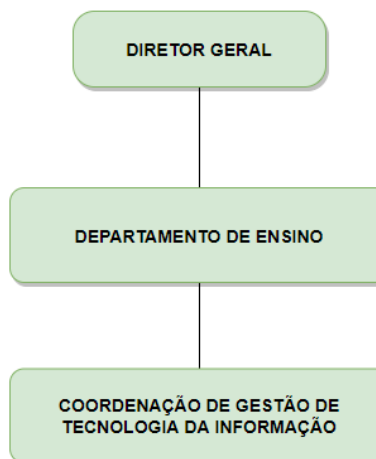 DIRETOR GERAL
DEPARTAMENTO DE ENSINO
COORDENAÇÃO DE GESTÃO DE
TECNOLOGIA DA INFORMAÇÃO